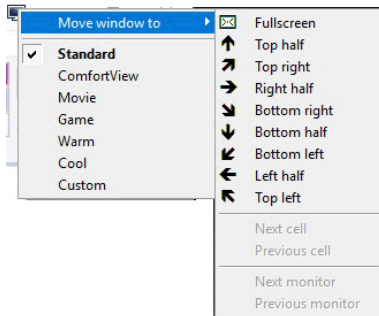 Move window to
Standard
ComfortView
Movie
Game
Warm
Cool
Custom
Fullscreen
Top half
Top right
Right half
Bottom right
Bottom half
Bottom left
Left half
Top left
Next cell
Previous cell
Next monitor
Previous monitor